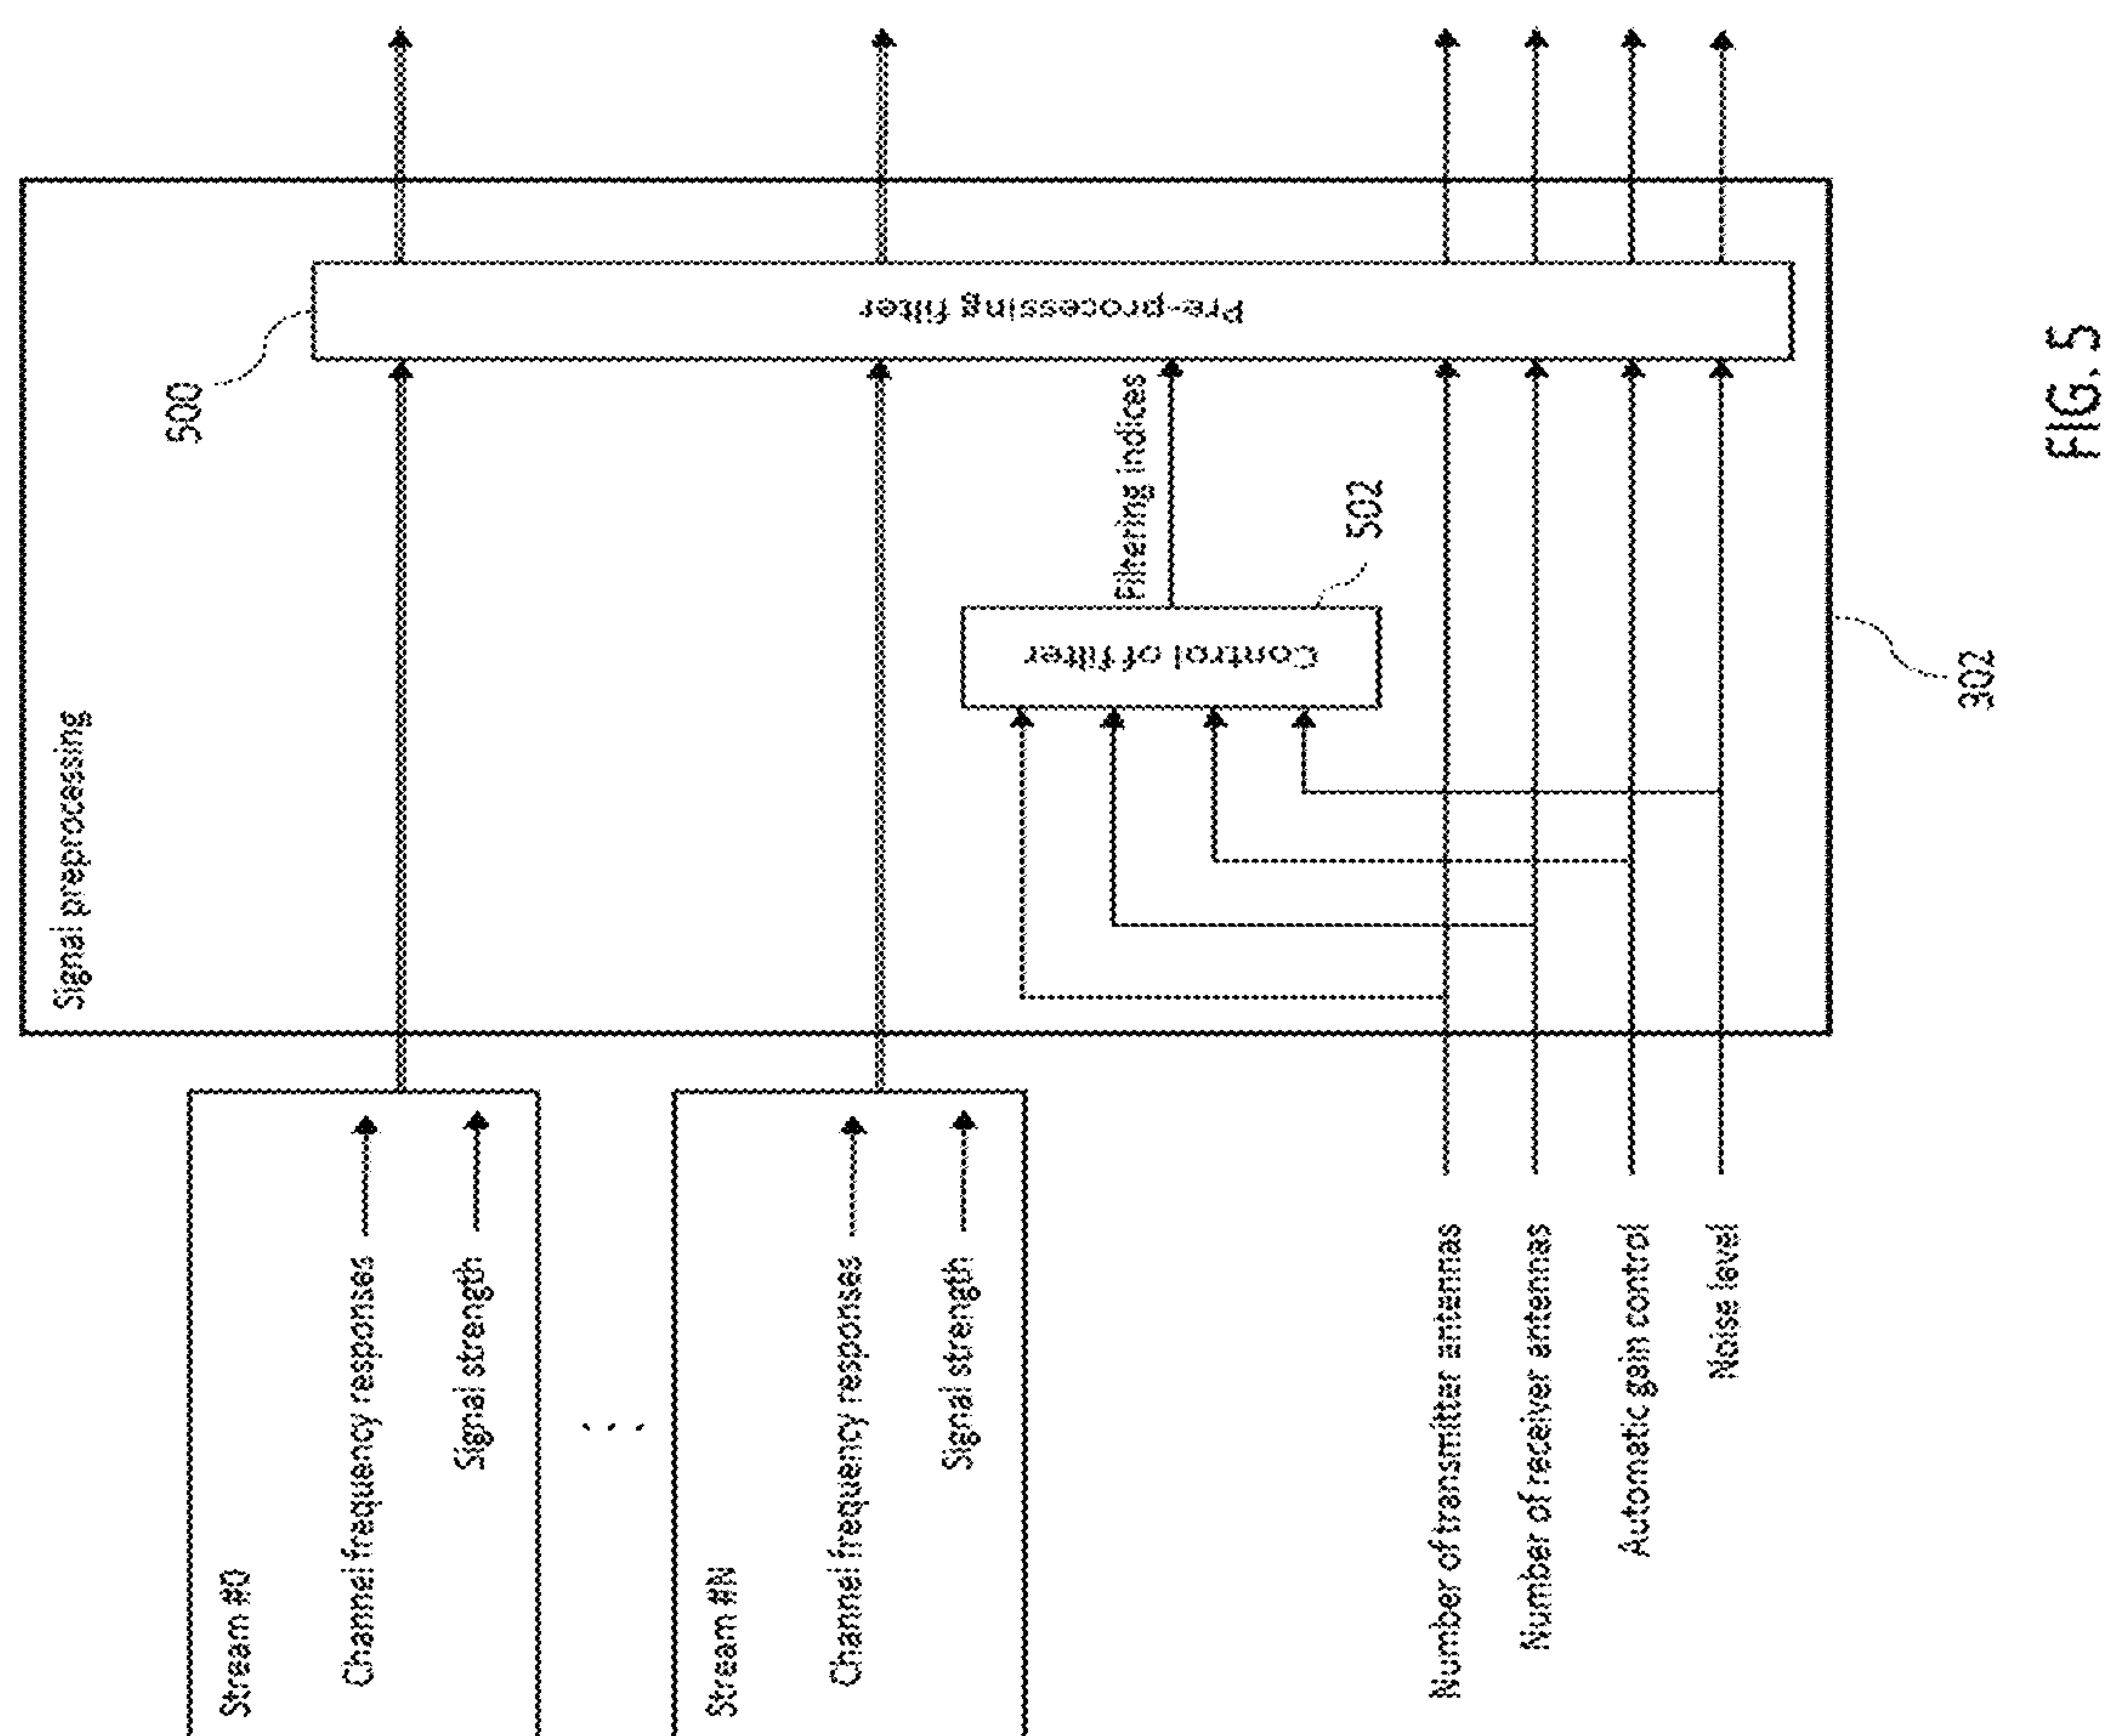 Stream #0
Channel frequency responses
Signal strength
. . .
Stream #N
Channel frequency responses
Signal strength
Number of transmitter antennas
Number of receiver antennas
Automatic gain control
Noise level
Signal preprocessing
Control of filter
502
Filtering indices
500
Pre-processing filter
302
FIG. 5